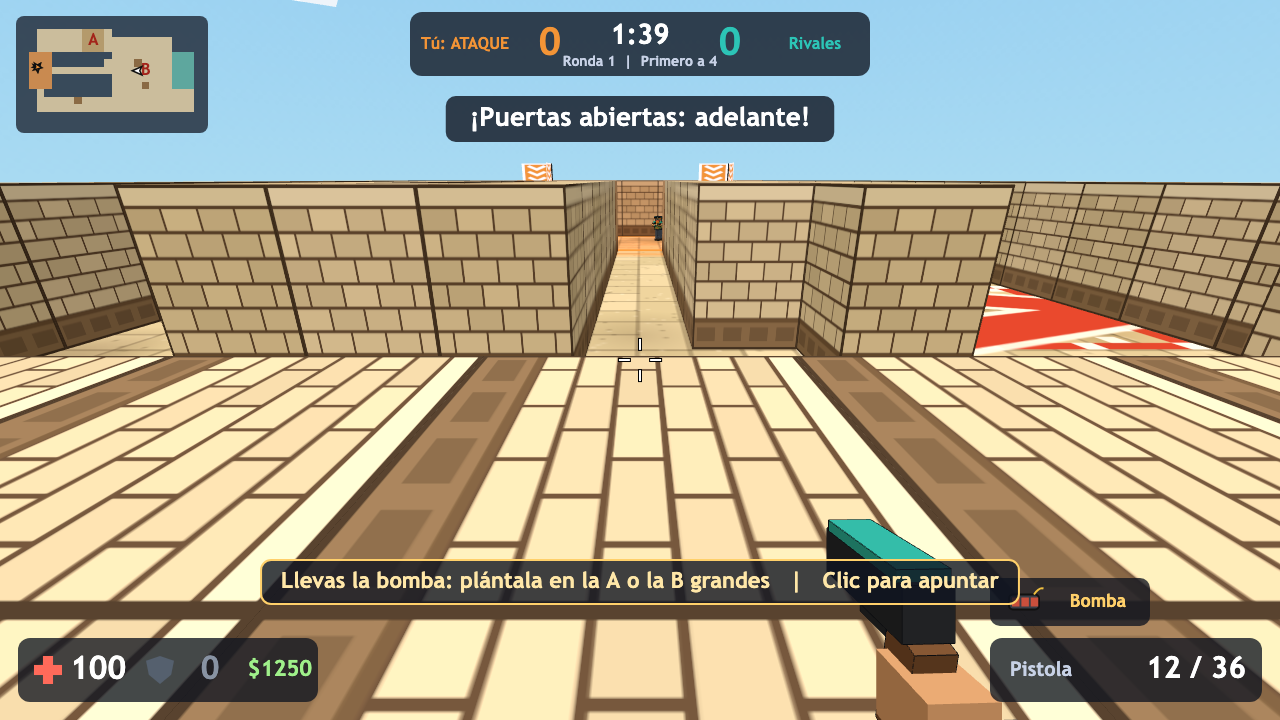 A
B
Tú: ATAQUE
0
1:39
0
Rivales
Ronda 1 | Primero a 4
¡Puertas abiertas: adelante!
Llevas la bomba: plántala en la A o la B grandes | Clic para apuntar
Bomba
100
0
$1250
Pistola
12 / 36